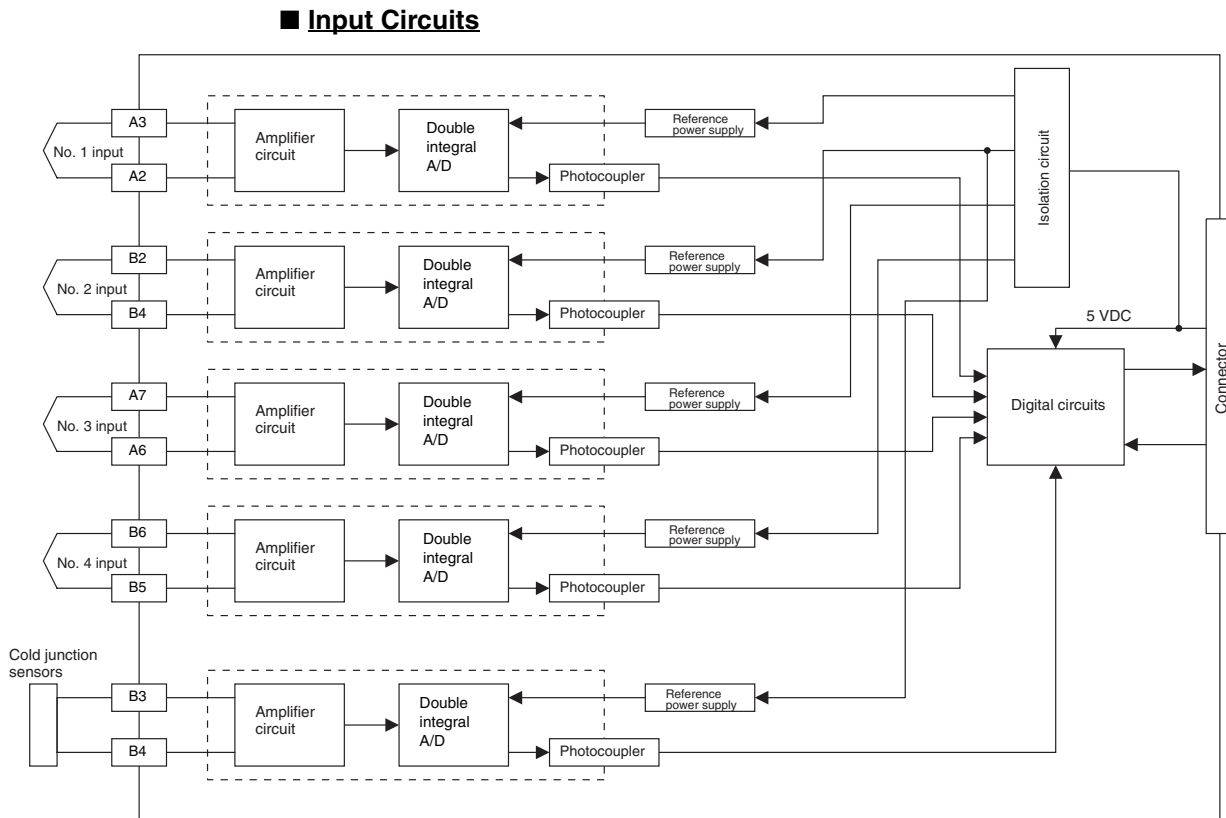 ■ Input Circuits
A3
No. 1 input
A2
Amplifier
circuit
Double
integral
A/D
Reference
power supply
Photocoupler
Isolation circuit
B2
No. 2 input
B4
Amplifier
circuit
Double
integral
A/D
Reference
power supply
Photocoupler
5 VDC
Connector
A7
No. 3 input
A6
Amplifier
circuit
Double
integral
A/D
Reference
power supply
Photocoupler
Digital circuits
B6
No. 4 input
B5
Amplifier
circuit
Double
integral
A/D
Reference
power supply
Photocoupler
Cold junction
sensors
B3
B4
Amplifier
circuit
Double
integral
A/D
Reference
power supply
Photocoupler